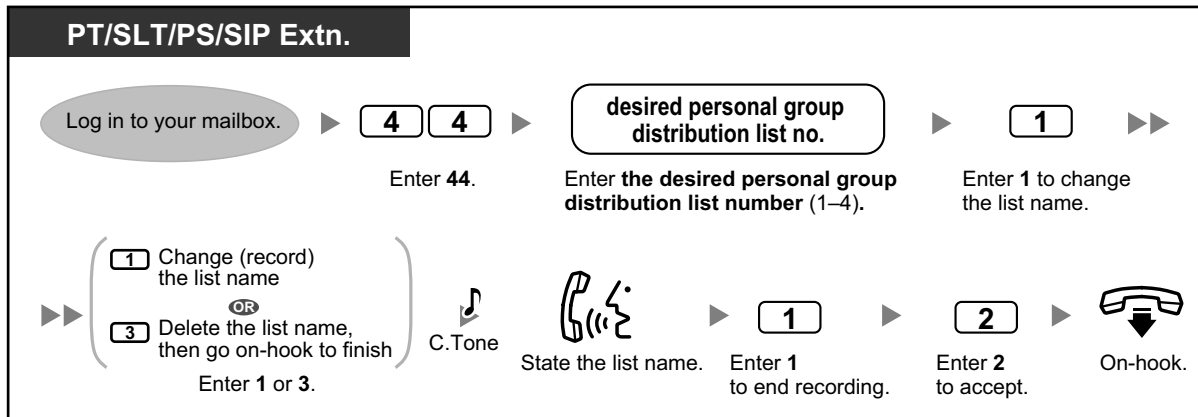 PT/SLT/PS/SIP Extn.
Log in to your mailbox.
4 4
Enter 44.
desired personal group
distribution list no.
Enter the desired personal group
distribution list number (1–4).
1
Enter 1 to change
the list name.
1 Change (record)
the list name
OR
3 Delete the list name,
then go on-hook to finish
Enter 1 or 3.
C.Tone
State the list name.
1
Enter 1
to end recording.
2
Enter 2
to accept.
On-hook.